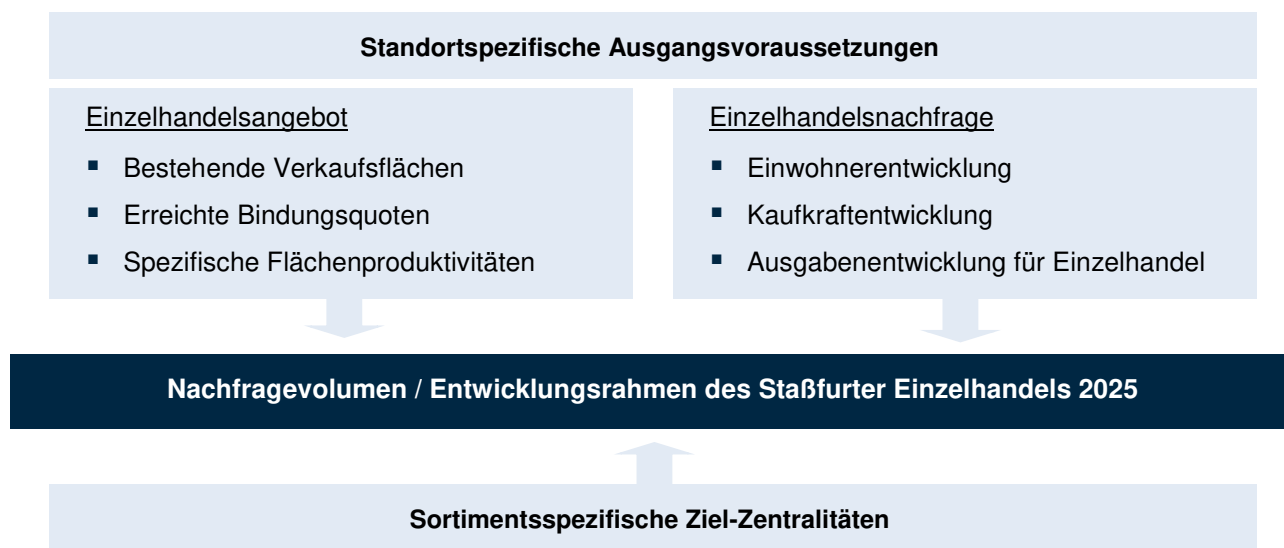 Standortspezifische Ausgangsvoraussetzungen
Einzelhandelsangebot
▪ Bestehende Verkaufsflächen
▪ Erreichte Bindungsquoten
▪ Spezifische Flächenproduktivitäten
Einzelhandelsnachfrage
▪ Einwohnerentwicklung
▪ Kaufkraftentwicklung
▪ Ausgabenentwicklung für Einzelhandel
Nachfragevolumen / Entwicklungsrahmen des Staßfurter Einzelhandels 2025
Sortimentsspezifische Ziel-Zentralitäten